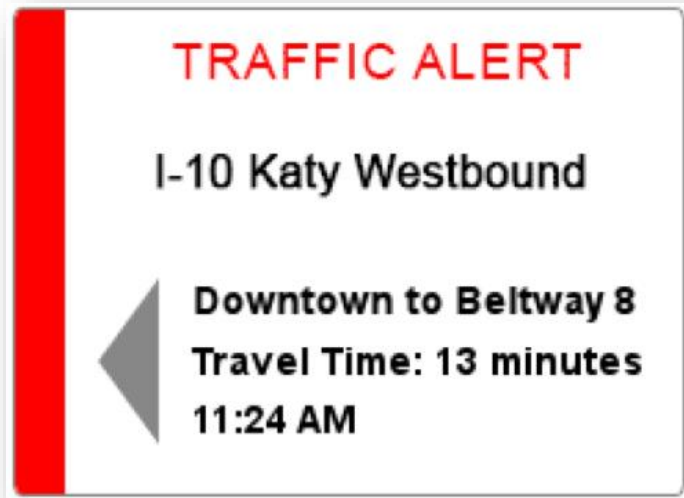 TRAFFIC ALERT
I-10 Katy Westbound
Downtown to Beltway 8
Travel Time: 13 minutes
11:24 AM